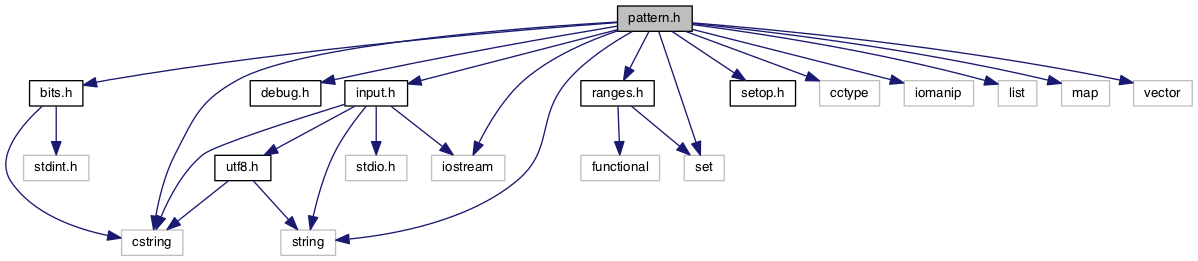 pattern.h
bits.h
debug.h
input.h
ranges.h
setop.h
cctype
iomanip
list
map
vector
stdint.h
utf8.h
stdio.h
iostream
functional
set
cstring
string